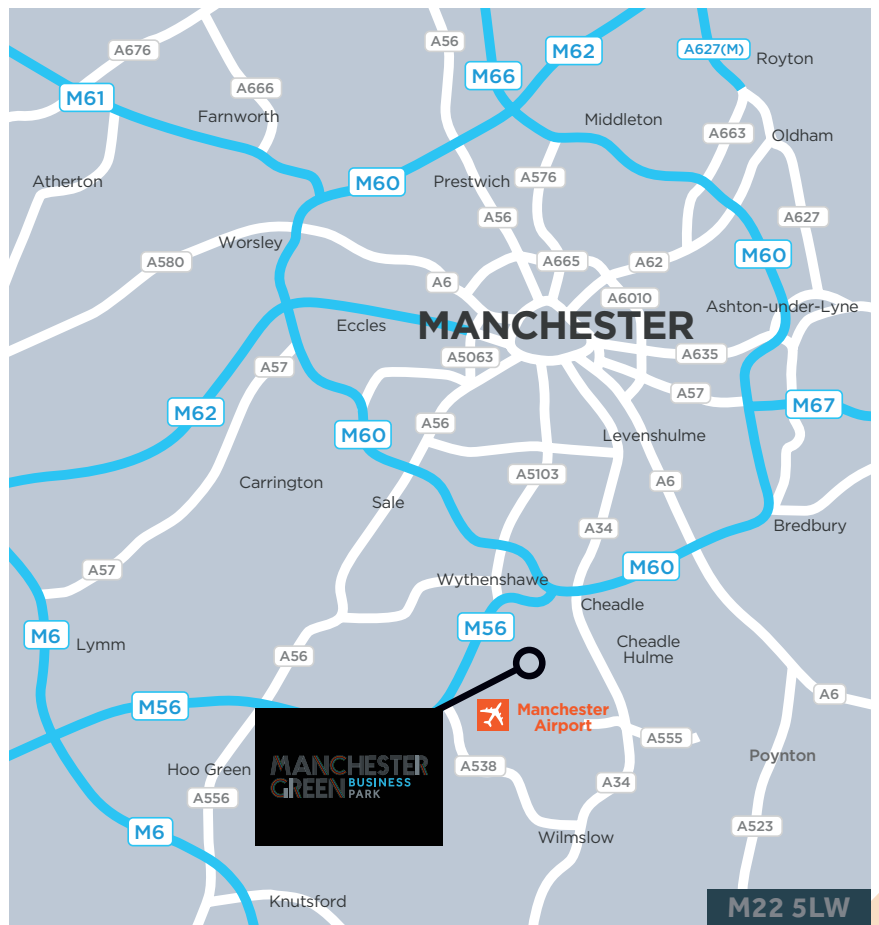 A56
M62
A627(M)
Royton
A676
M66
M61
A666
Farnworth
Middleton
A663
Oldham
Atherton
M60
Prestwich
A576
A56
A627
Worsley
A580
A665
A62
M60
A6
A6010
Ashton-under-Lyne
Eccles
MANCHESTER
A5063
A635
A57
A57
M62
M67
A56
M60
Levenshulme
Carrington
A5103
A6
Sale
A34
Bredbury
A57
M60
Wythenshawe
Cheadle
M6
Lymm
M56
Cheadle
Hulme
A56
A6
M56
Manchester
Airport
A555
Hoo Green
MANCHESTER
GREEN BUSINESS
PARK
A538
Poynton
A556
A34
M6
Wilmslow
A523
Knutsford
M22 5LW